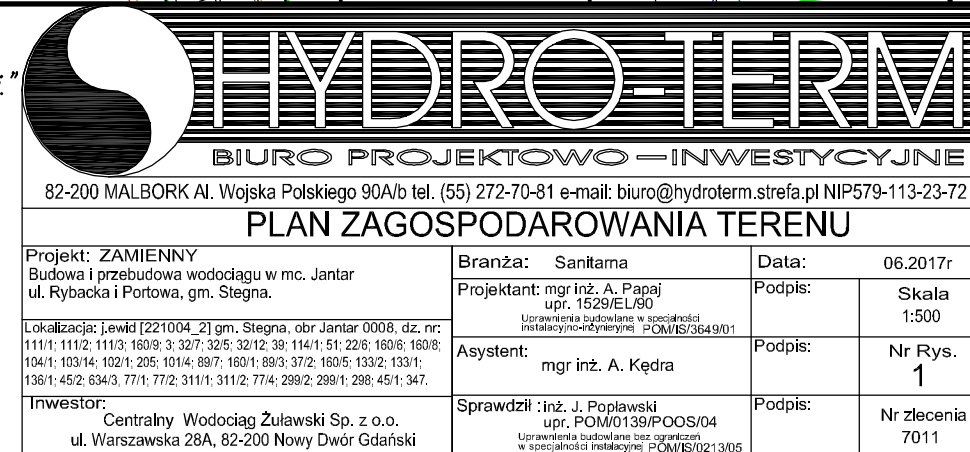 HYDRO-TERM
BIURO PROJEKTOWO-INWESTYCYJNE
82-200 MALBORK Al. Wojska Polskiego 90A/b tel. (55) 272-70-81 e-mail: biuro@hydroterm.strefa.pl NIP579-113-23-72
PLAN ZAGOSPODAROWANIA TERENU
Projekt: ZAMIENNY
Budowa i przebudowa wodociągu w mc. Jantar
ul. Rybacka i Portowa, gm. Stegna.
Lokalizacja: j.ewid [221004_2] gm. Stegna, obr Jantar 0008, dz. nr:
111/1; 111/2; 111/3; 160/9; 3; 32/7; 32/5; 32/12; 39; 114/1; 51; 22/6; 160/6; 160/8;
104/1; 103/14; 102/1; 205; 101/4; 89/7; 160/1; 89/3; 37/2; 160/5; 133/2; 133/1;
136/1; 45/2; 634/3, 77/1; 77/2; 311/1; 311/2; 77/4; 299/2; 299/1; 298; 45/1; 347.
Inwestor:
Centralny Wodociąg Żuławski Sp. z o.o.
ul. Warszawska 28A, 82-200 Nowy Dwór Gdański
Branża: Sanitarna
Data: 06.2017r
Projektant: mgr inż. A. Papaj
upr. 1529/EL/90
Uprawnienia budowlane w specjalności
instalacyjno-inżynieryjnej POM/IS/3649/01
Podpis:
Skala
1:500
Asystent:
mgr inż. A. Kędra
Podpis:
Nr Rys.
1
Sprawdził : inż. J. Popławski
upr. POM/0139/POOS/04
Uprawnienia budowlane bez ograniczeń
w specjalności instalacyjnej POM/IS/0213/05
Podpis:
Nr zlecenia
7011